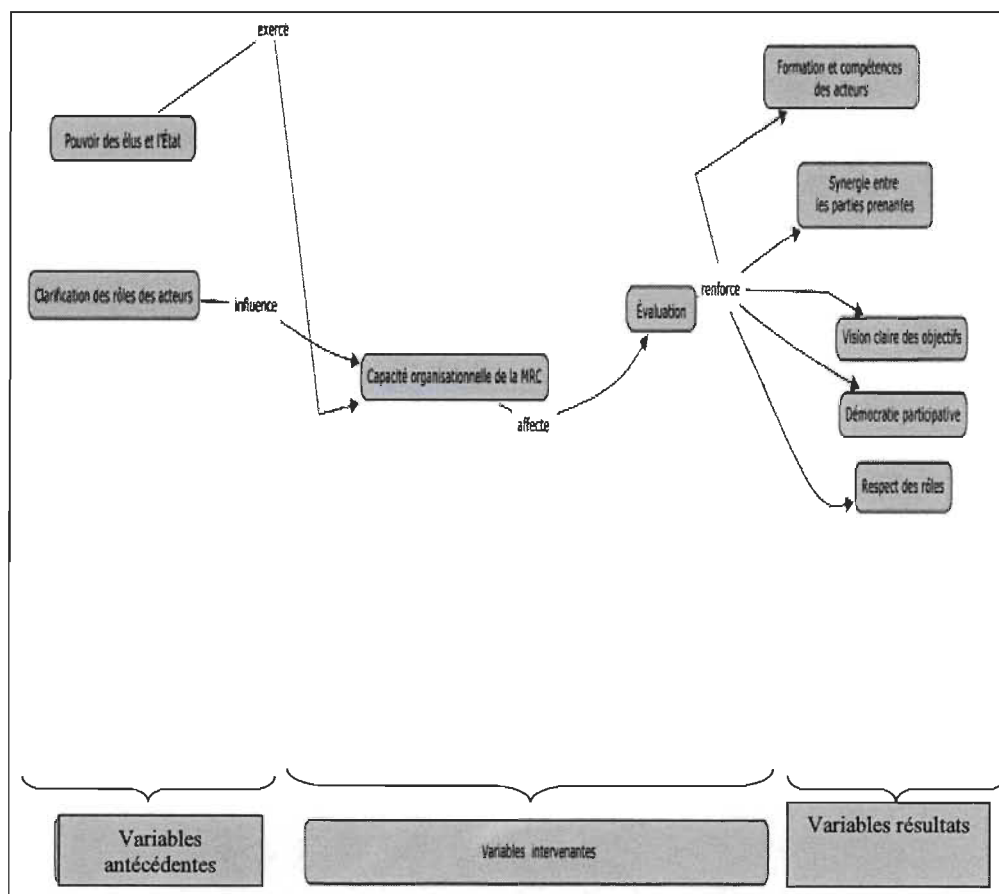 exercé
Formation et compétences
des acteurs
Pouvoir des élus et l'État
Synergie entre
les parties prenantes
Clarification des rôles des acteurs
influence
renforce
Évaluation
Vision claire des objectifs
Capacité organisationnelle de la MRC
affecte
Démocratie participative
Respect des rôles
Variables
antécédentes
Variables intervenantes
Variables résultats